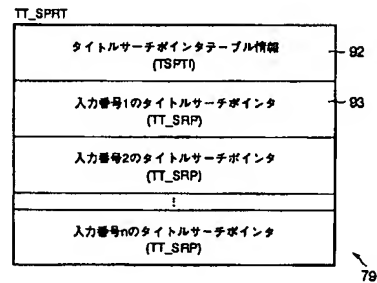 TT_SPRT
タイトルサーチポインタテーブル情報
(TSPTI)
92
入力番号1のタイトルサーチポインタ
(TT_SRP)
93
入力番号2のタイトルサーチポインタ
(TT_SRP)
⋮
入力番号nのタイトルサーチポインタ
(TT_SRP)
79